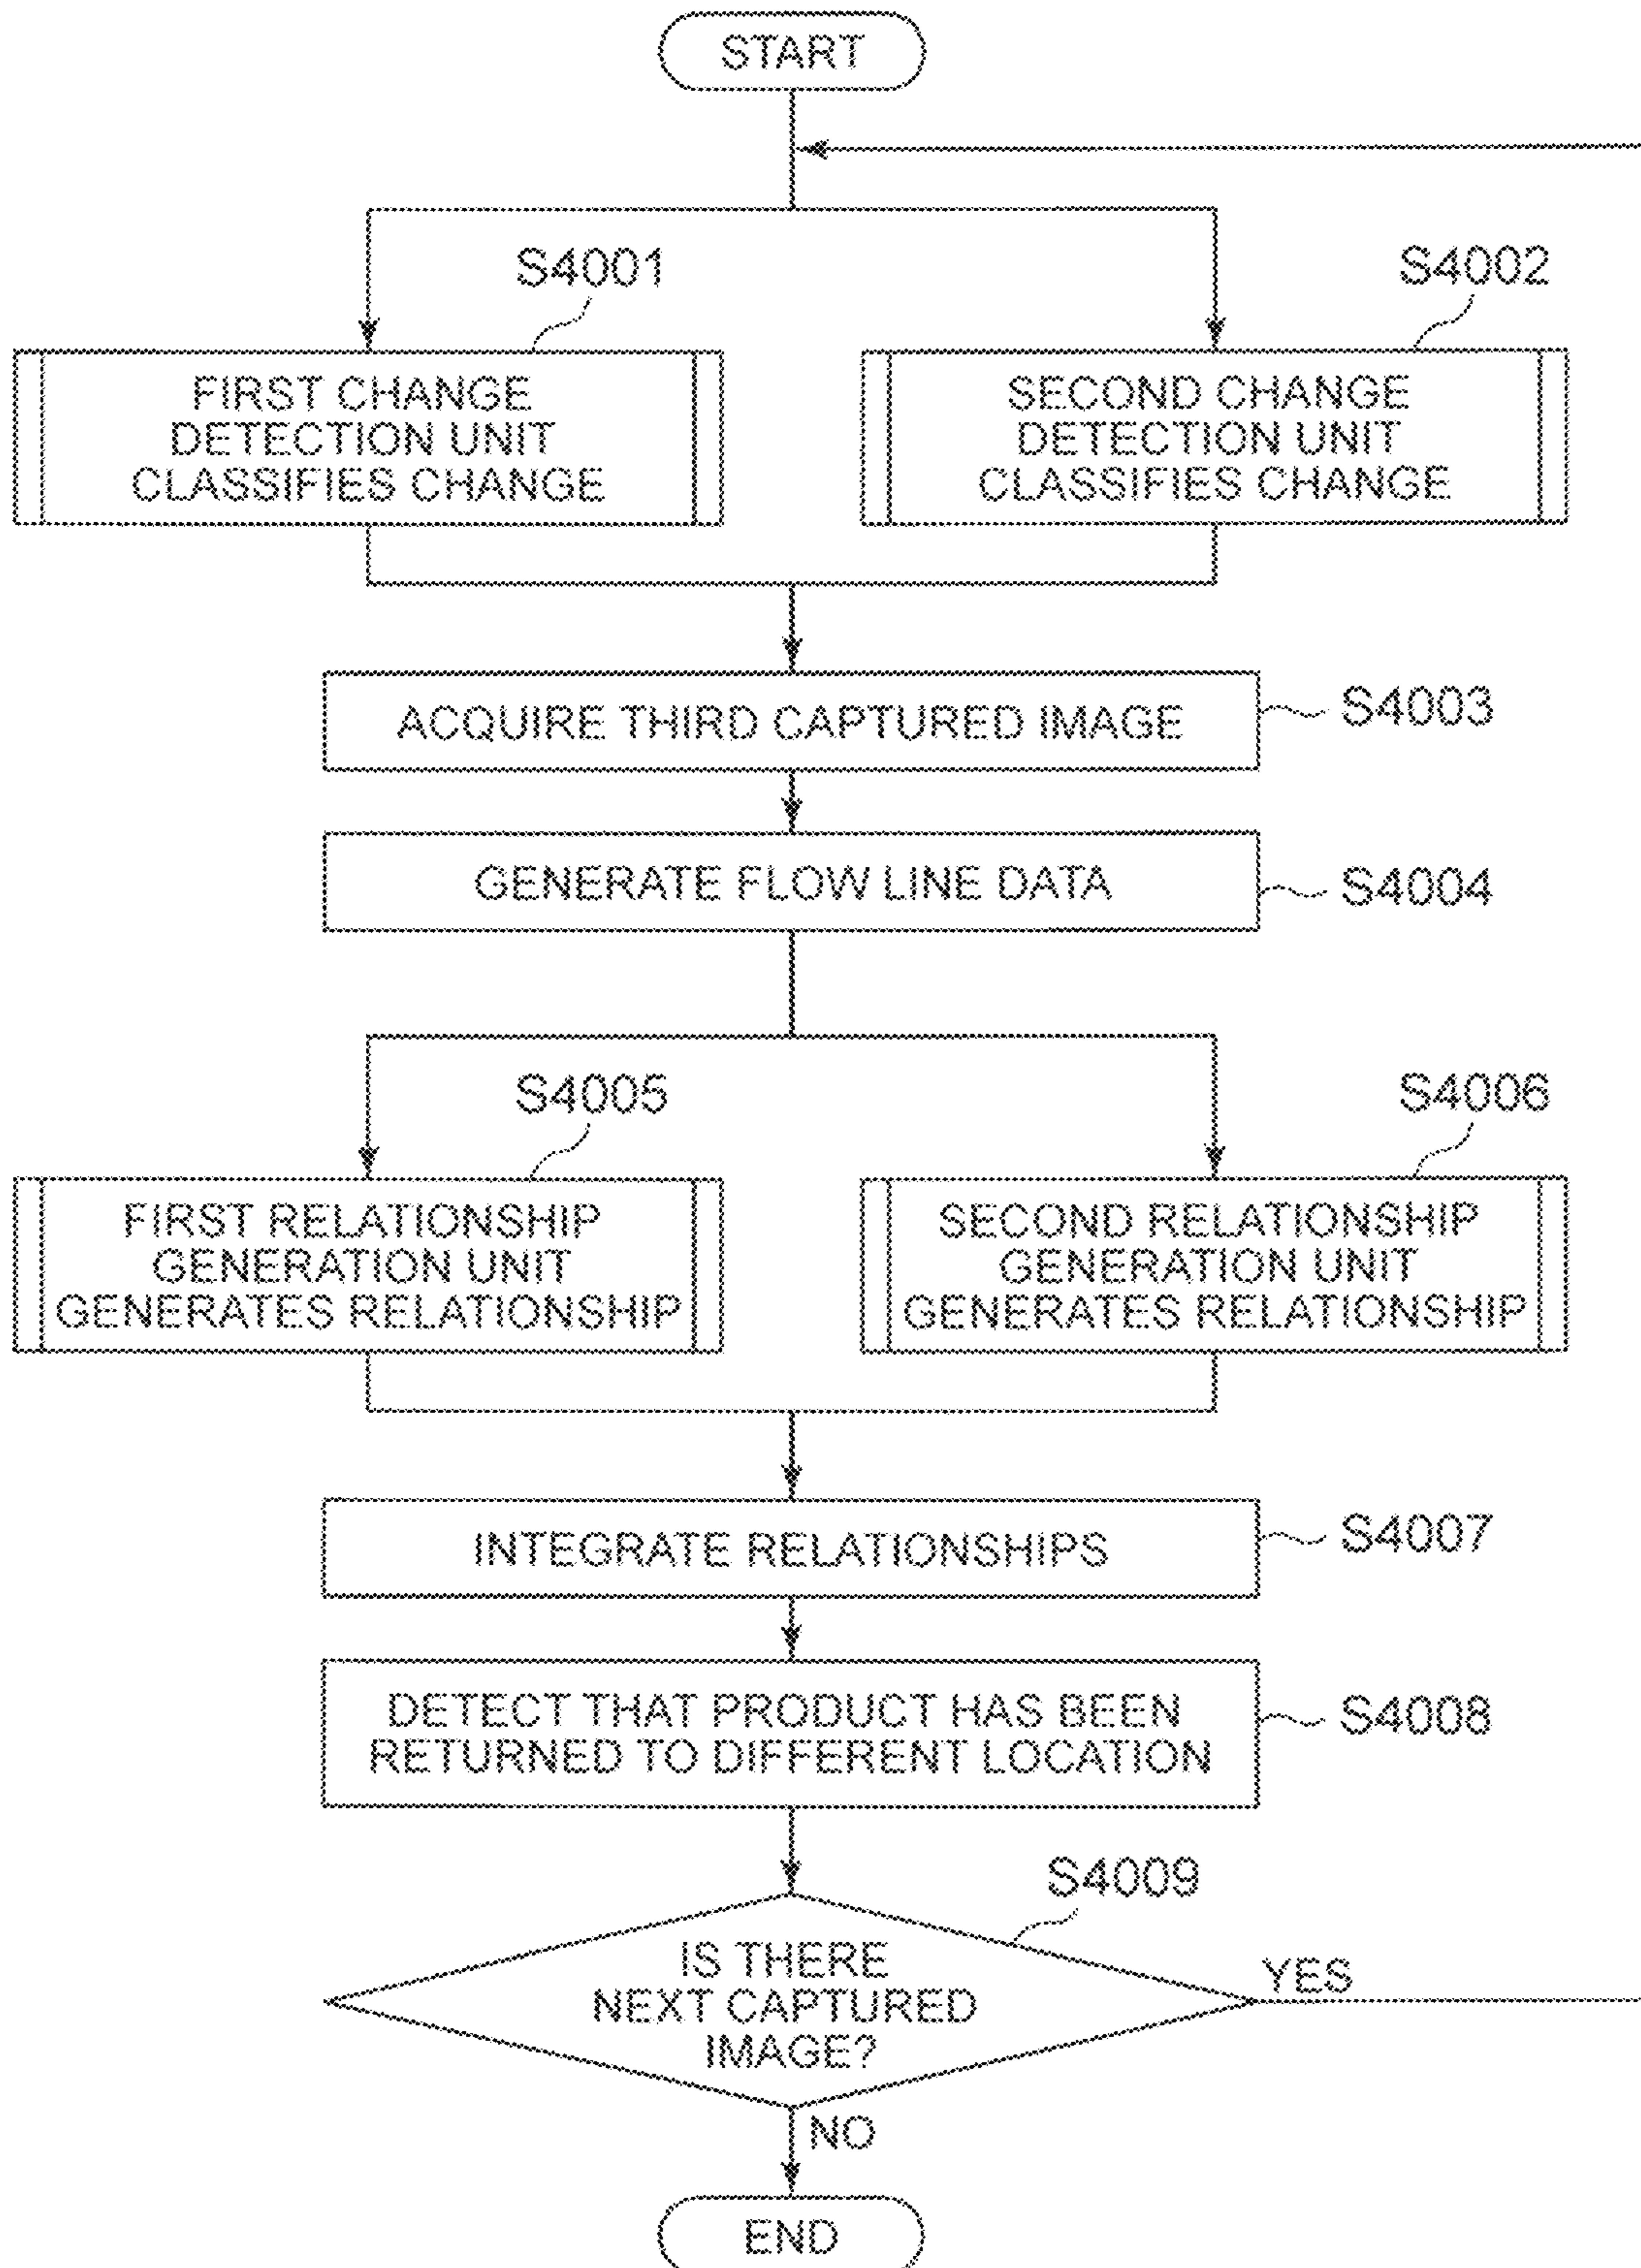 START
S4001
S4002
FIRST CHANGE
DETECTION UNIT
CLASSIFIES CHANGE
SECOND CHANGE
DETECTION UNIT
CLASSIFIES CHANGE
ACQUIRE THIRD CAPTURED IMAGE
S4003
GENERATE FLOW LINE DATA
S4004
S4005
S4006
FIRST RELATIONSHIP
GENERATION UNIT
GENERATES RELATIONSHIP
SECOND RELATIONSHIP
GENERATION UNIT
GENERATES RELATIONSHIP
INTEGRATE RELATIONSHIPS
S4007
DETECT THAT PRODUCT HAS BEEN
RETURNED TO DIFFERENT LOCATION
S4008
S4009
IS THERE
NEXT CAPTURED
IMAGE?
YES
NO
END